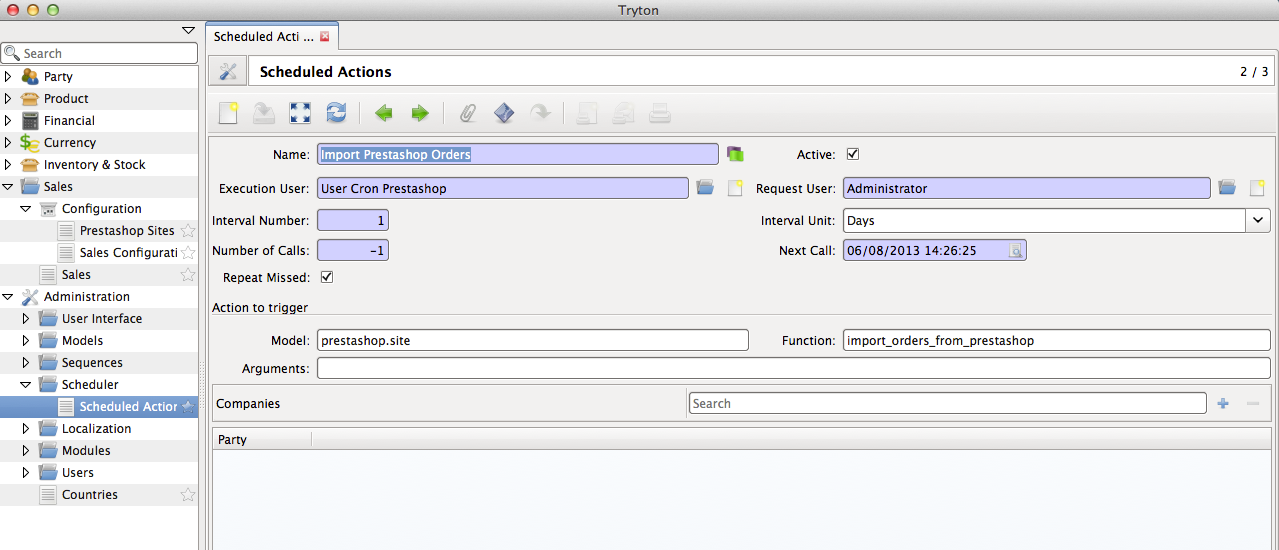 Tryton
Scheduled Acti ...
Search
Scheduled Actions
2 / 3
Party
Product
Financial
Currency
Inventory & Stock
Sales
Configuration
Prestashop Sites
Sales Configurati
Sales
Administration
User Interface
Models
Sequences
Scheduler
Scheduled Action
Localization
Modules
Users
Countries
Name: Import Prestashop Orders
Active:
Execution User: User Cron Prestashop
Request User: Administrator
Interval Number: 1
Interval Unit: Days
Number of Calls: -1
Next Call: 06/08/2013 14:26:25
Repeat Missed:
Action to trigger
Model: prestashop.site
Function: import_orders_from_prestashop
Arguments:
Companies
Search
Party